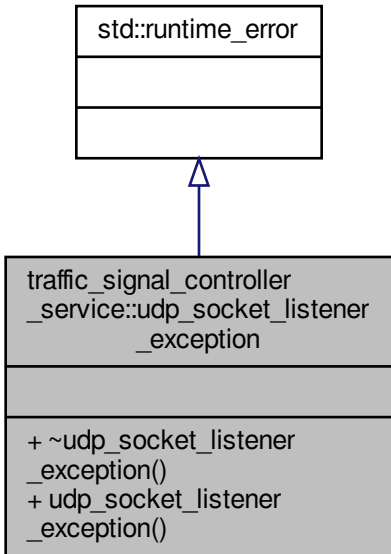 std::runtime_error
traffic_signal_controller
_service::udp_socket_listener
_exception
+ ~udp_socket_listener
_exception()
+ udp_socket_listener
_exception()